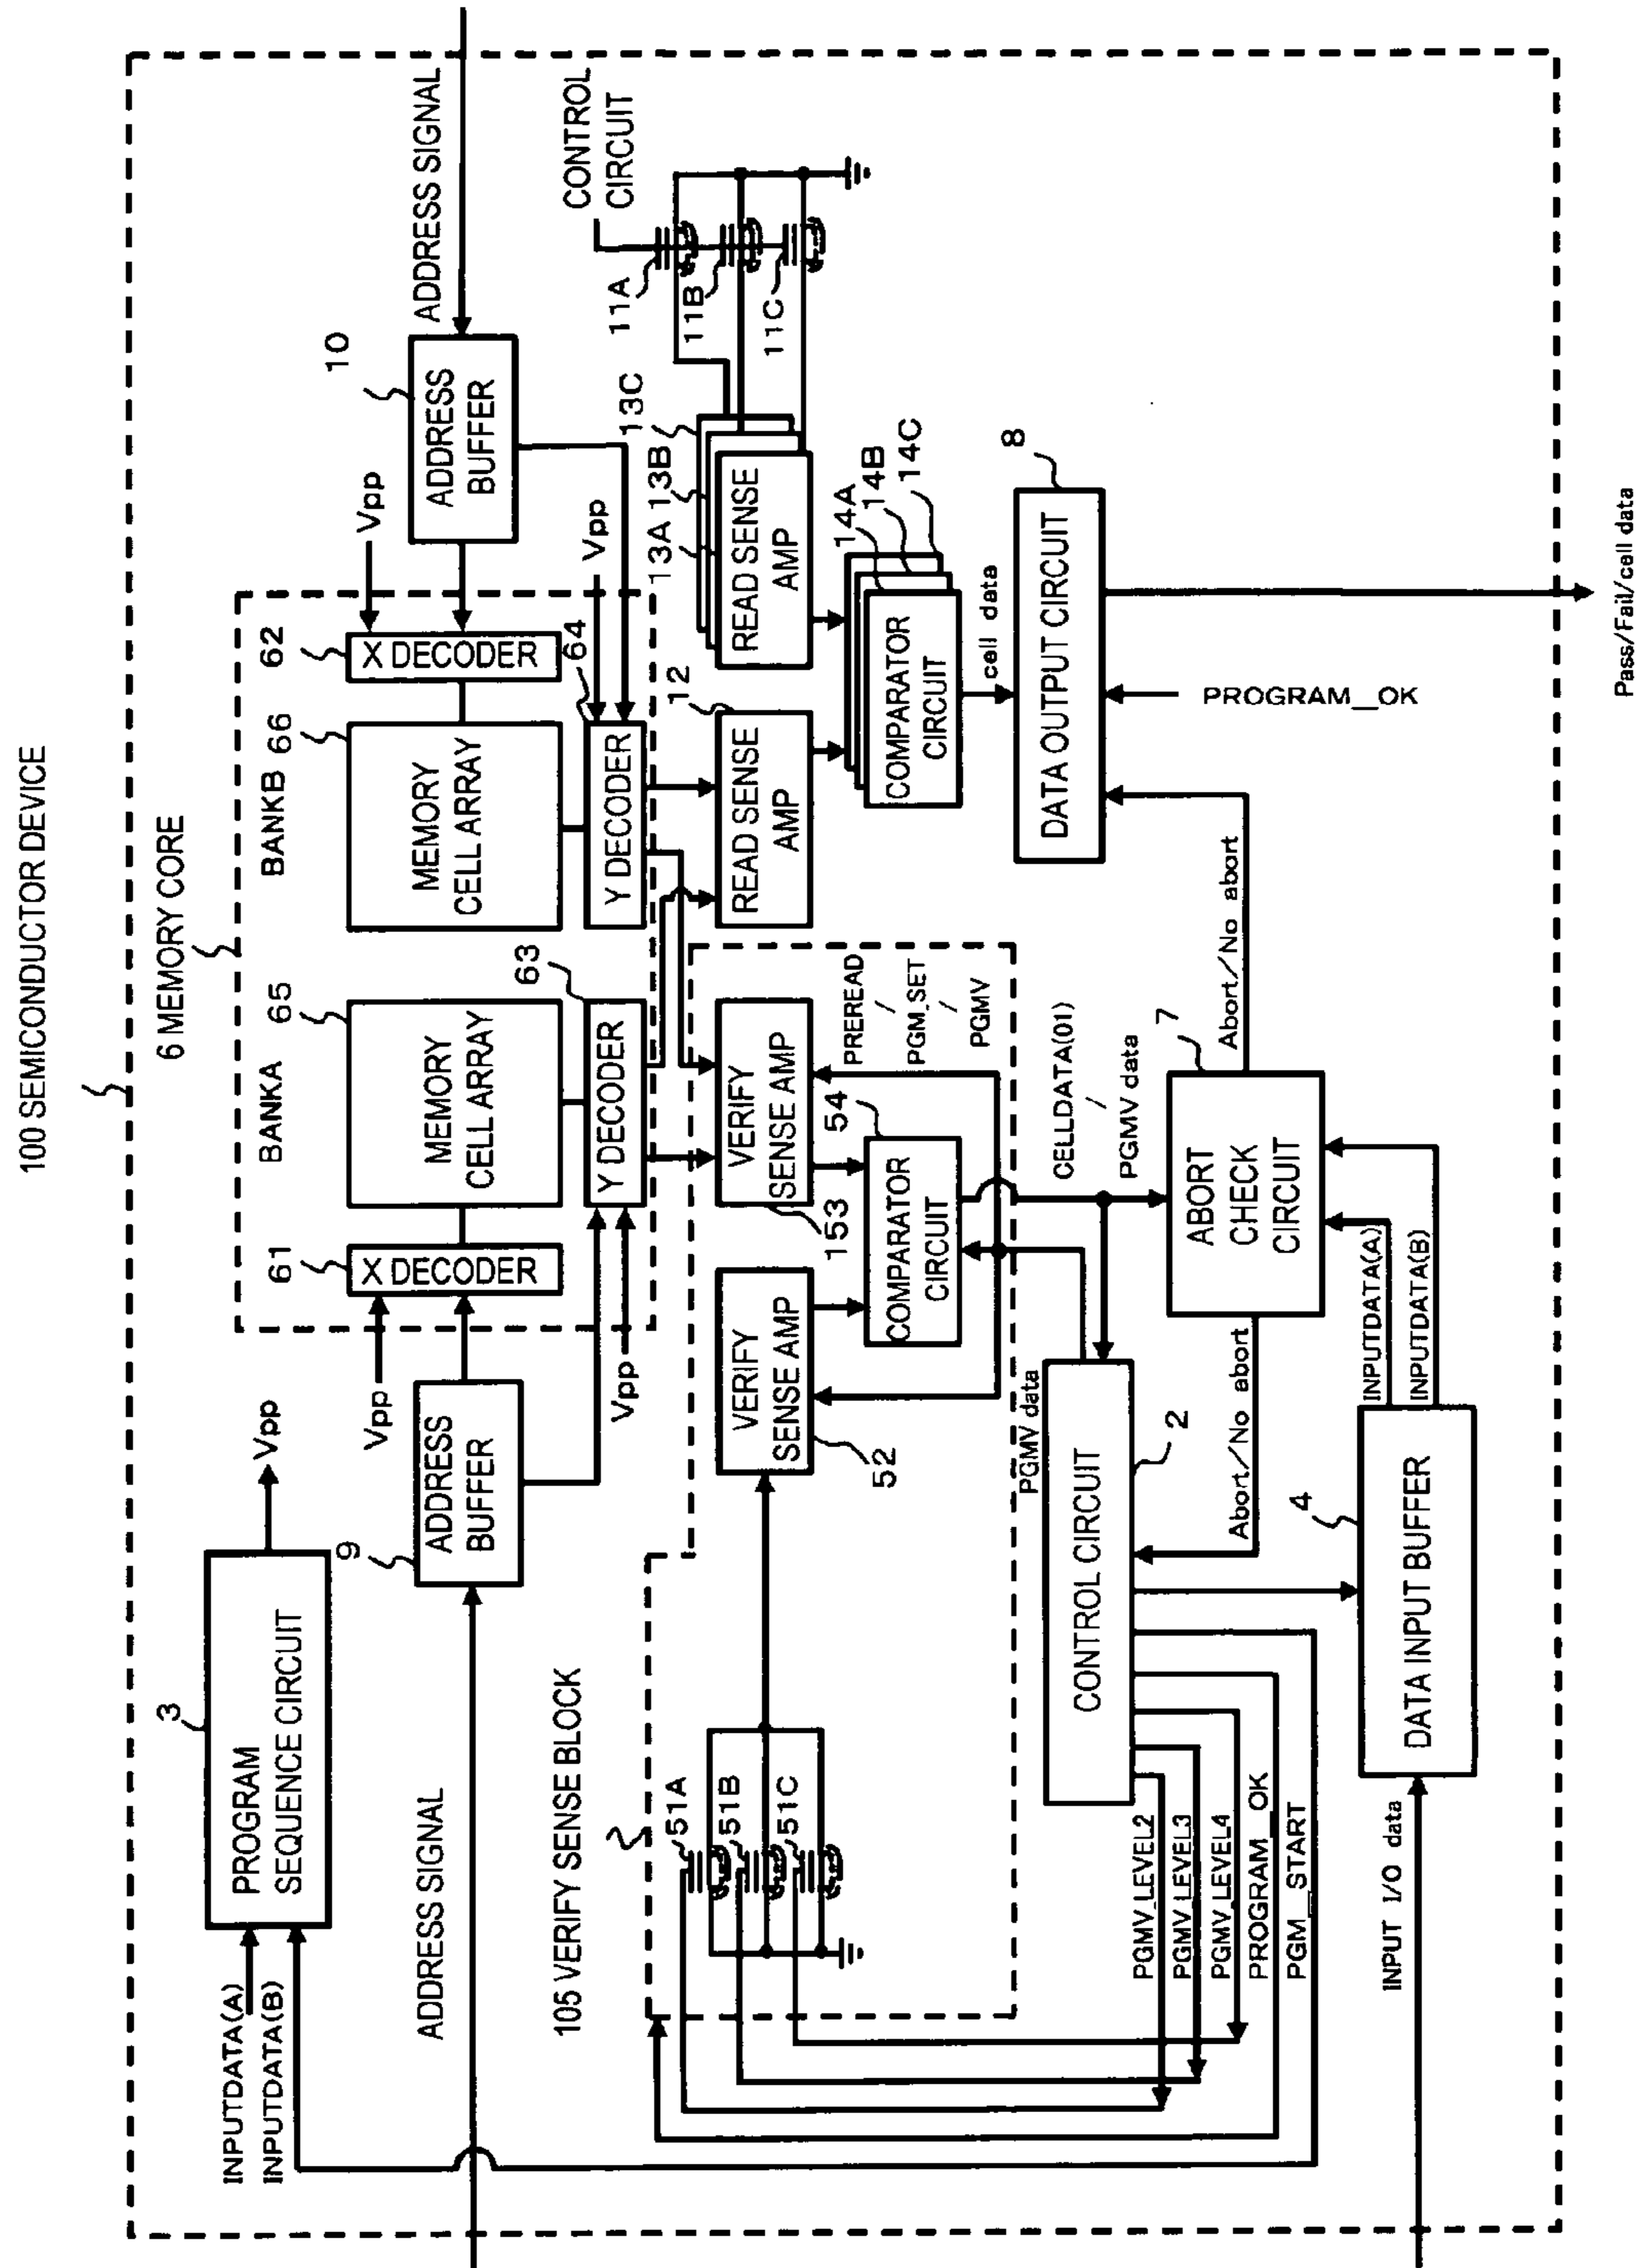 100 SEMICONDUCTOR DEVICE
6 MEMORY CORE
3
PROGRAM
SEQUENCE CIRCUIT
INPUTDATA(A)
INPUTDATA(B)
Vpp
ADDRESS SIGNAL
9
ADDRESS
BUFFER
Vpp
Vpp
BANKA
61
X DECODER
65
MEMORY
CELL ARRAY
63
Y DECODER
BANKB
66
MEMORY
CELL ARRAY
62
X DECODER
64
Y DECODER
Vpp
Vpp
10
ADDRESS
BUFFER
ADDRESS SIGNAL
105 VERIFY SENSE BLOCK
51A
51B
51C
VERIFY
SENSE AMP
52
VERIFY
SENSE AMP
153
COMPARATOR
CIRCUIT
54
PREREAD
/
PGM_SET
/
PGMV
12
READ SENSE
AMP
13A
13B
13C
READ SENSE
AMP
CONTROL
CIRCUIT
11A
11B
11C
14A
14B
14C
COMPARATOR
CIRCUIT
cell data
8
DATA OUTPUT CIRCUIT
PROGRAM_OK
Pass/Fail/cell data
PGMV data
CONTROL CIRCUIT
2
PGMV_LEVEL2
PGMV_LEVEL3
PGMV_LEVEL4
PROGRAM_OK
PGM_START
CELLDATA(01)
/
PGMV data
7
ABORT
CHECK
CIRCUIT
Abort/No abort
Abort/No abort
INPUTDATA(A)
INPUTDATA(B)
4
DATA INPUT BUFFER
INPUT I/O data